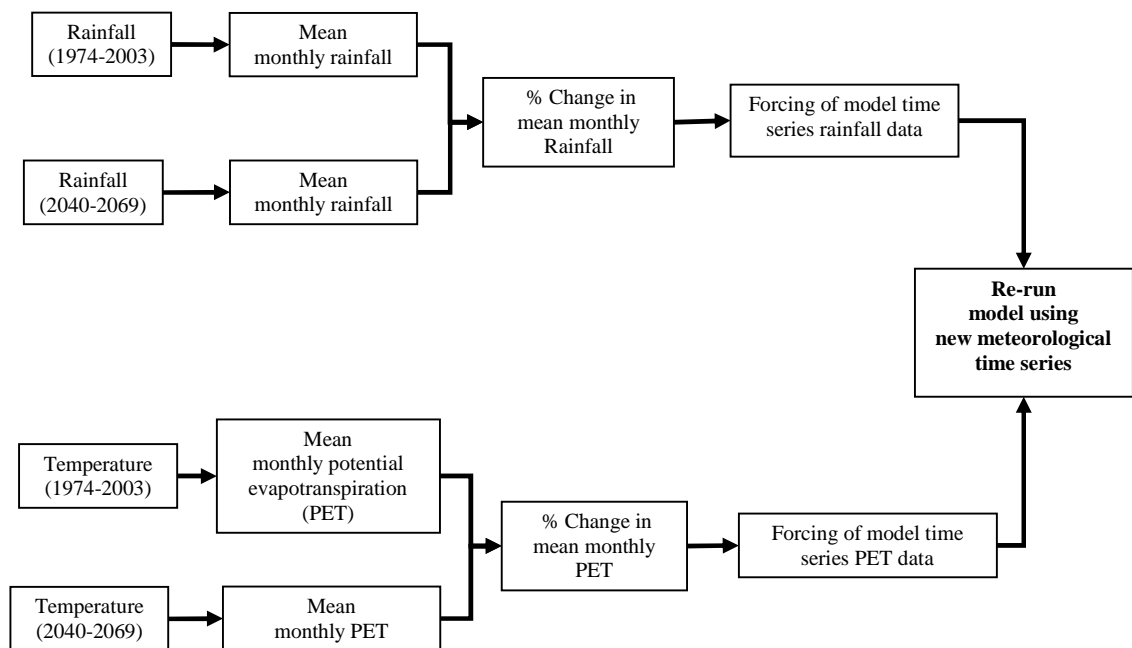 Rainfall
(1974-2003)
Mean
monthly rainfall
% Change in
mean monthly
Rainfall
Forcing of model time
series rainfall data
Rainfall
(2040-2069)
Mean
monthly rainfall
Re-run
model using
new meteorological
time series
Temperature
(1974-2003)
Mean
monthly potential
evapotranspiration
(PET)
% Change in
mean monthly
PET
Forcing of model time
series PET data
Temperature
(2040-2069)
Mean
monthly PET